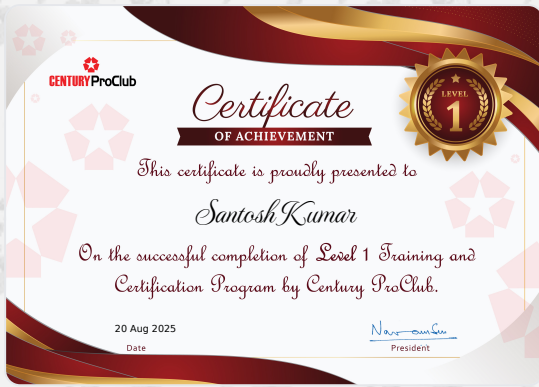 CENTURY ProClub
Certificate
OF ACHIEVEMENT
LEVEL
1
This certificate is proudly presented to
Santosh Kumar
On the successful completion of Level 1 Training and
Certification Program by Century ProClub.
20 Aug 2025
Date
President